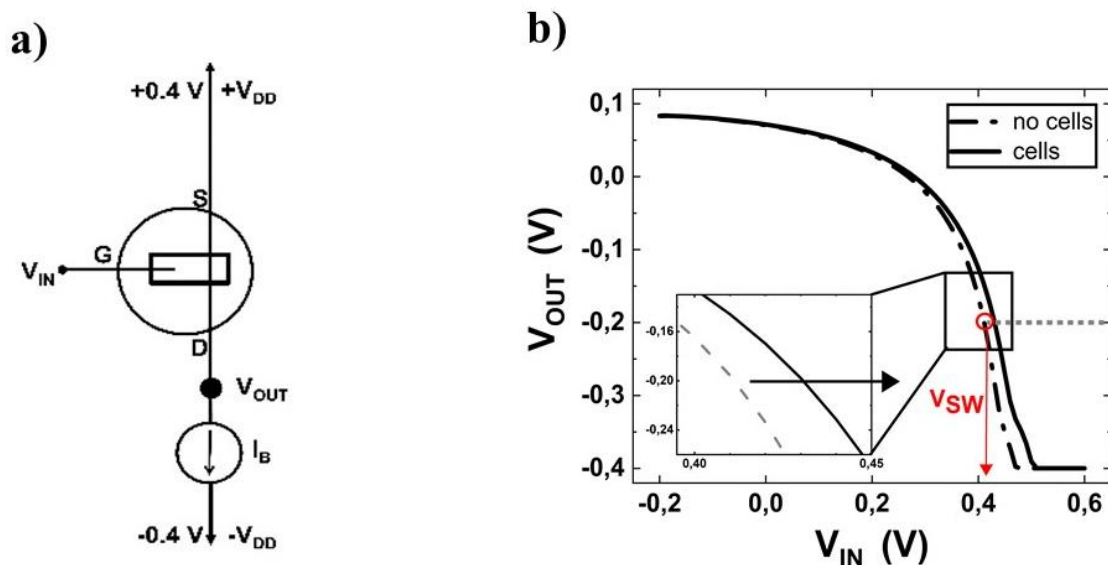 a)
+0.4 V +VDD
S
G
VIN
D
VOUT
IB
-0.4 V -VDD
b)
VOUT (V)
0,1
0,0
-0,1
-0,2
-0,3
-0,4
no cells
cells
-0,16
-0,20
-0,24
0,40 0,45
VSW
-0,2 0,0 0,2 0,4 0,6
VIN (V)